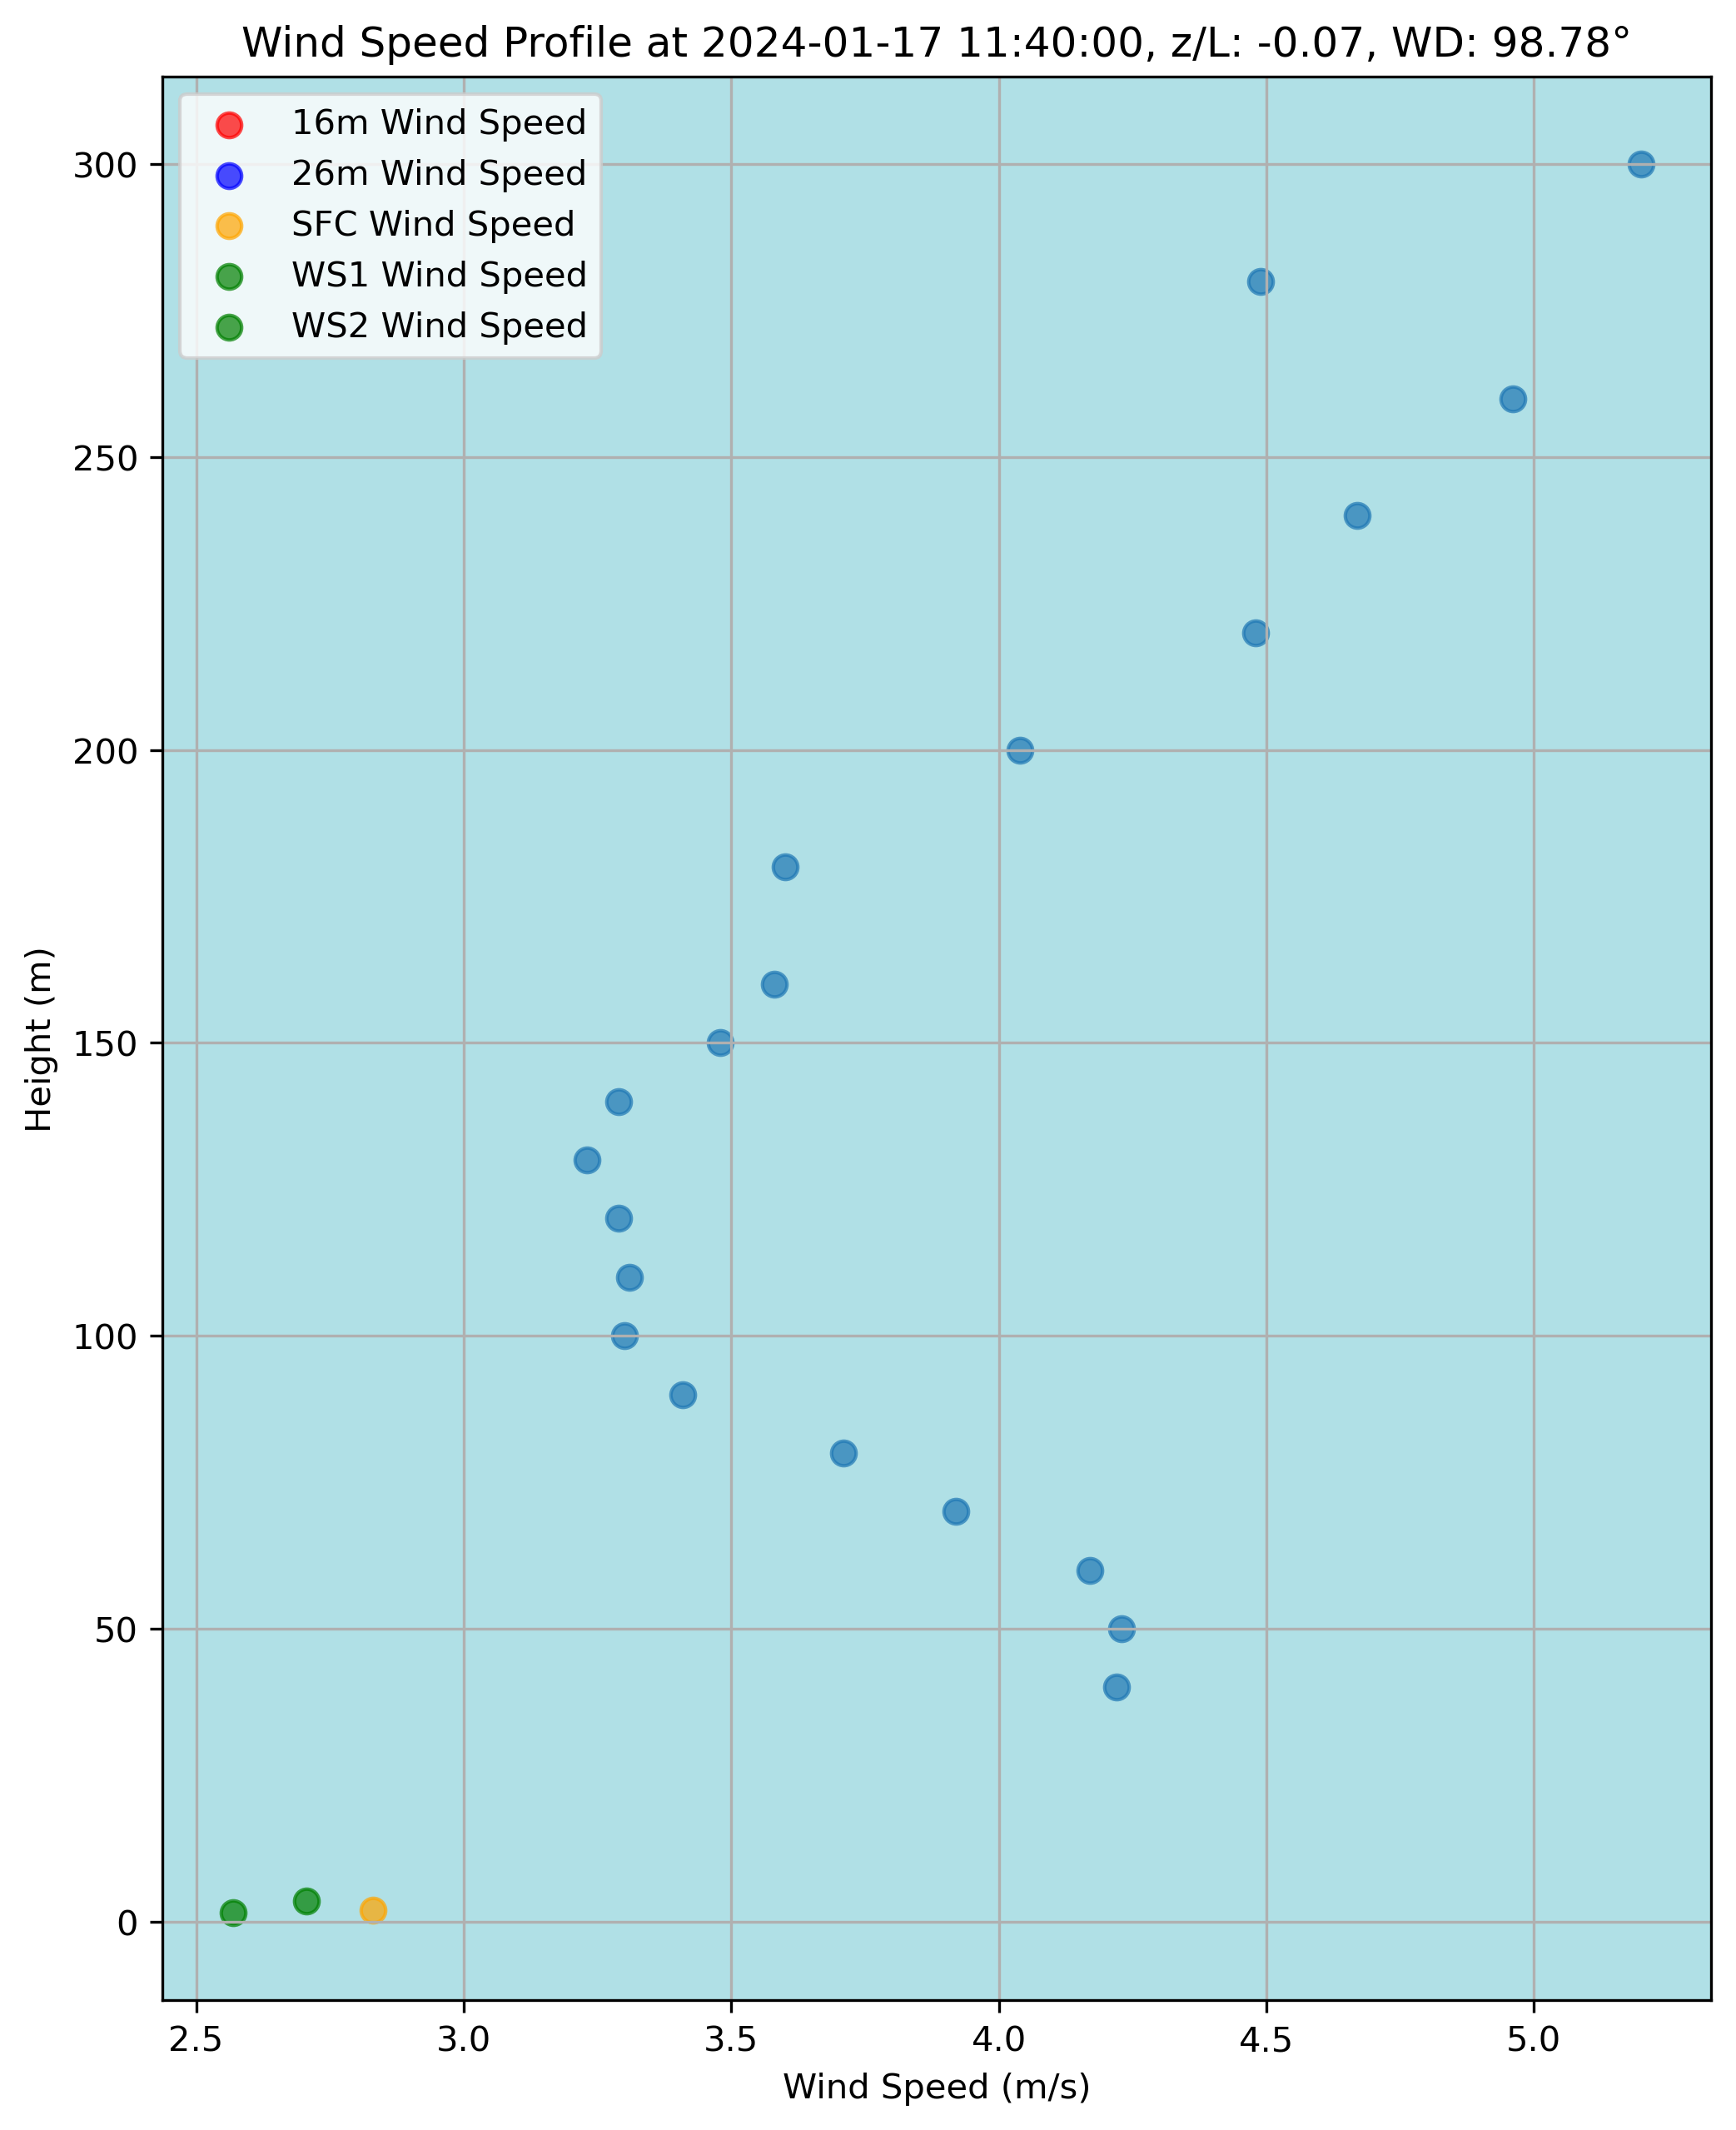 Wind Speed Profile at 2024-01-17 11:40:00, z/L: -0.07, WD: 98.78°
16m Wind Speed
26m Wind Speed
SFC Wind Speed
WS1 Wind Speed
WS2 Wind Speed
300
250
200
150
100
50
0
Height (m)
2.5 3.0 3.5 4.0 4.5 5.0
Wind Speed (m/s)